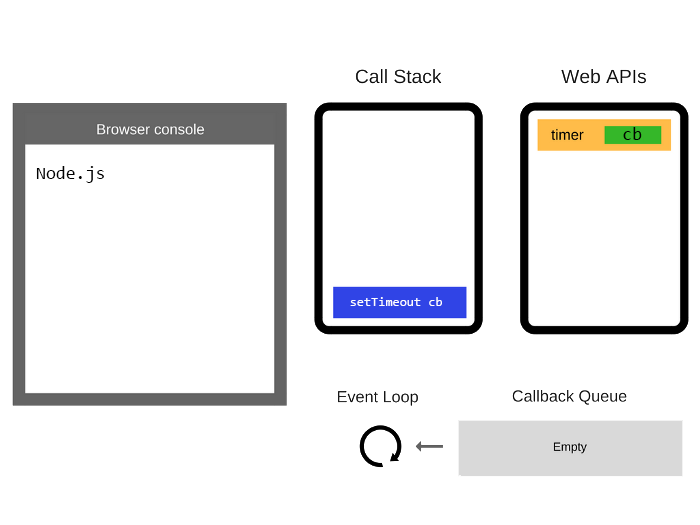 Call Stack
Web APIs
Browser console
timer
cb
Node.js
setTimeout cb
Event Loop
Callback Queue
Empty